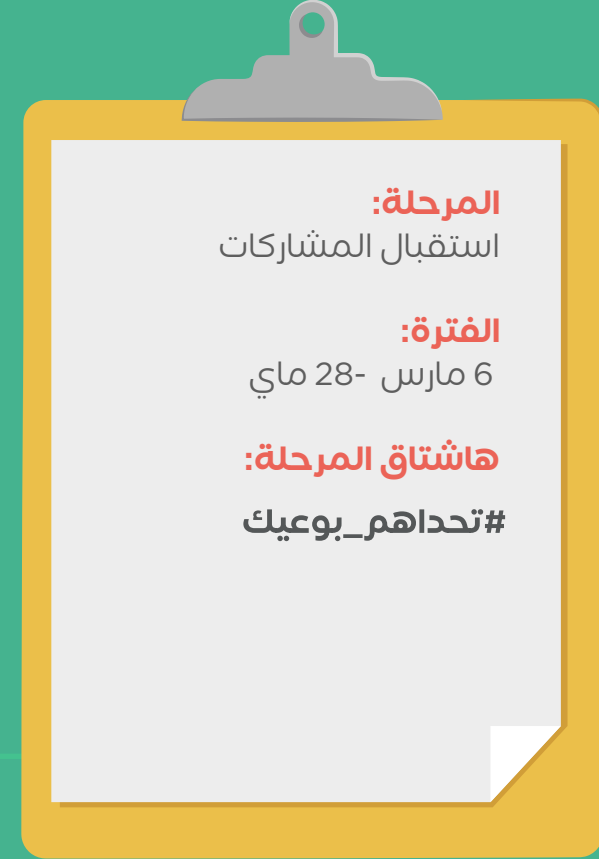 المرحلة:
استقبال المشاركات
الفترة:
6 مارس -28 ماي
هاشتاق المرحلة:
#تحداهم_بوعيك